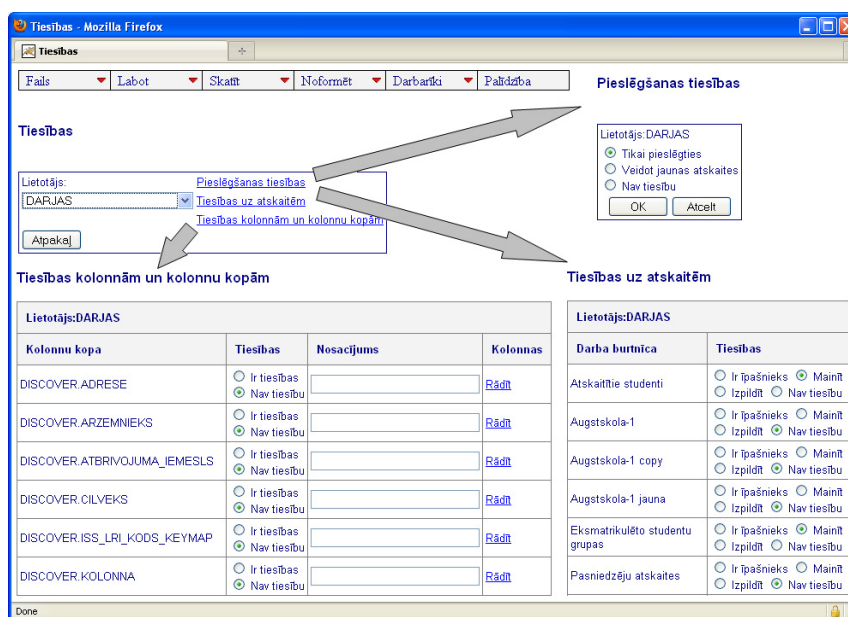 Tiesības - Mozilla Firefox
Tiesības
Fails Labot Skatīt Noformēt Darbarīki Palīdzība
Pieslēgšanas tiesības
Tiesības
Lietotājs:DARJAS
Tikai pieslēgties
Veidot jaunas atskaites
Nav tiesību
OK Atcelt
Lietotājs: Pieslēgšanas tiesības
DARJAS Tiesības uz atskaitēm
Tiesības kolonnām un kolonnu kopām
Atpakaļ
Tiesības kolonnām un kolonnu kopām
Lietotājs:DARJAS
Kolonnu kopa Tiesības Nosacījums Kolonnas
DISCOVER.ADRESE Ir tiesības Nav tiesību Rādīt
DISCOVER.ARZEMNIEKS Ir tiesības Nav tiesību Rādīt
DISCOVER.ATBRIVOJUMA_IEMESLS Ir tiesības Nav tiesību Rādīt
DISCOVER.CILVEKS Ir tiesības Nav tiesību Rādīt
DISCOVER.ISS_LRI_KODS_KEYMAP Ir tiesības Nav tiesību Rādīt
DISCOVER.KOLONNA Ir tiesības Nav tiesību Rādīt
Tiesības uz atskaitēm
Lietotājs:DARJAS
Darba burtnīca Tiesības
Atskaitītie studenti Ir īpašnieks Mainīt Izpildīt Nav tiesību
Augstskola-1 Ir īpašnieks Mainīt Izpildīt Nav tiesību
Augstskola-1 copy Ir īpašnieks Mainīt Izpildīt Nav tiesību
Augstskola-1 jauna Ir īpašnieks Mainīt Izpildīt Nav tiesību
Eksmatrikulēto studentu grupas Ir īpašnieks Mainīt Izpildīt Nav tiesību
Pasniedzēju atskaites Ir īpašnieks Mainīt Izpildīt Nav tiesību
Done